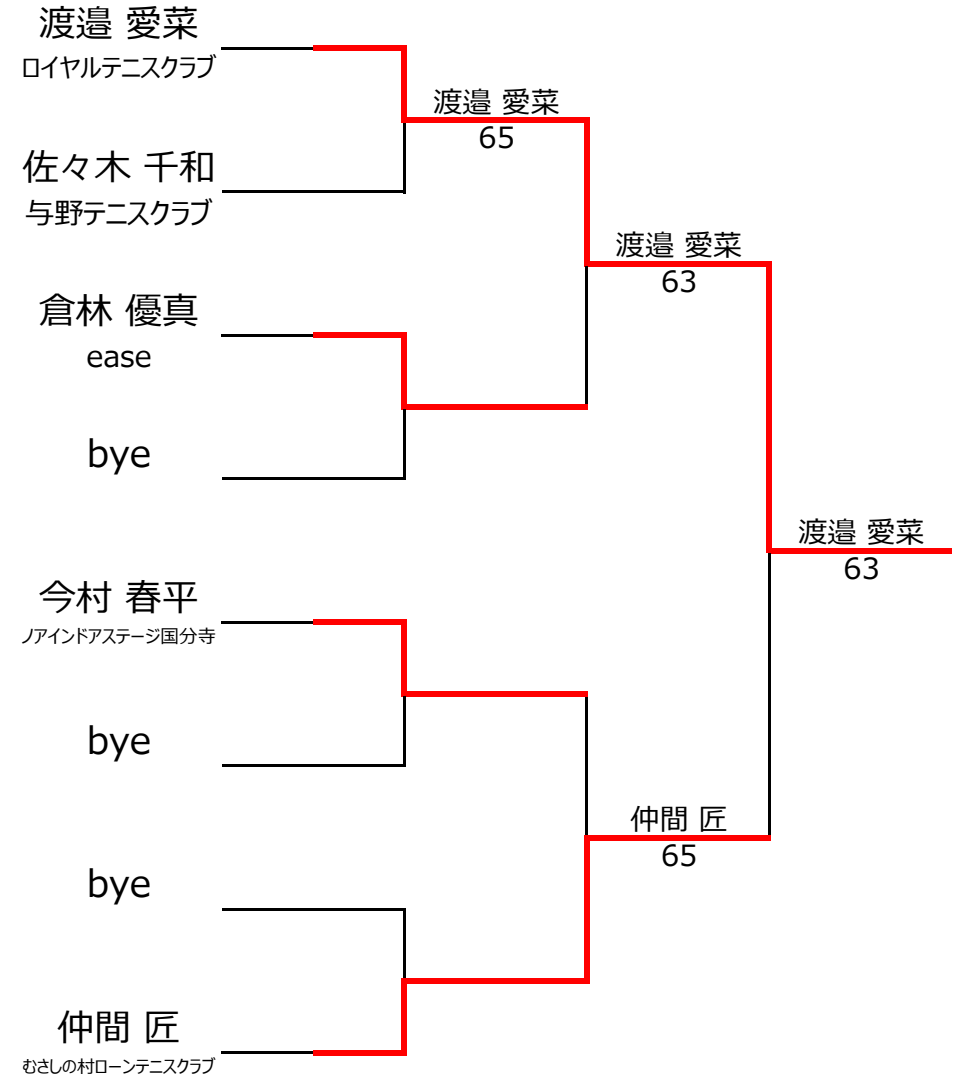 渡邉 愛菜
ロイヤルテニスクラブ
渡邉 愛菜
65
佐々木 千和
与野テニスクラブ
渡邉 愛菜
63
倉林 優真
ease
bye
渡邉 愛菜
63
今村 春平
ノアインドアステージ国分寺
bye
仲間 匠
65
bye
仲間 匠
むさしの村ローンテニスクラブ